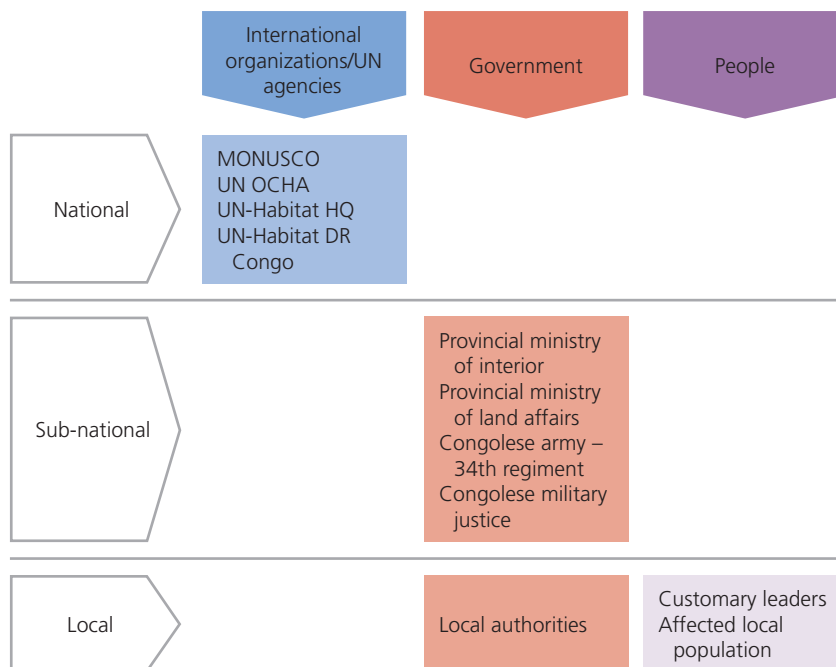 International
organizations/UN
agencies
Government
People
National
MONUSCO
UN OCHA
UN-Habitat HQ
UN-Habitat DR
Congo
Sub-national
Provincial ministry
of interior
Provincial ministry
of land affairs
Congolese army –
34th regiment
Congolese military
justice
Local
Local authorities
Customary leaders
Affected local
population